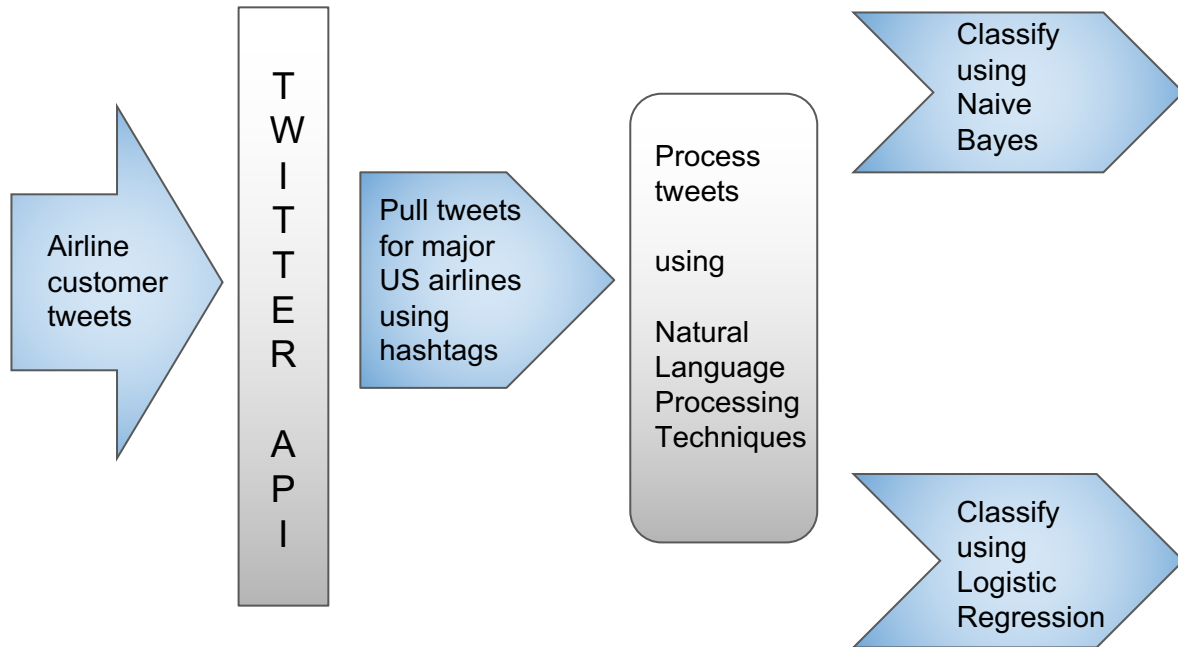 Airline
customer
tweets
T
W
I
T
T
E
R
A
P
I
Pull tweets
for major
US airlines
using
hashtags
Process
tweets
using
Natural
Language
Processing
Techniques
Classify
using
Naive
Bayes
Classify
using
Logistic
Regression